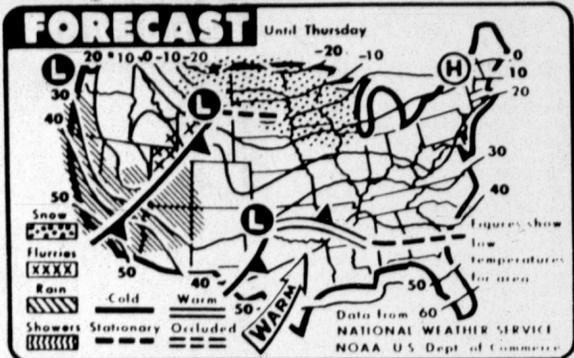 FORECAST Until Thursday
L 20 10 -0 -10 -20 -20 -10 H 0
10
20
30
40
L
30
50
40
L
Snow
Flurries
Rain
Showers
50 40 50 50 60
Figures show
low
temperatures
for area
Cold Warm
Stationary Occluded
WARM
Data from
NATIONAL WEATHER SERVICE
NOAA U S Dept of Commerce